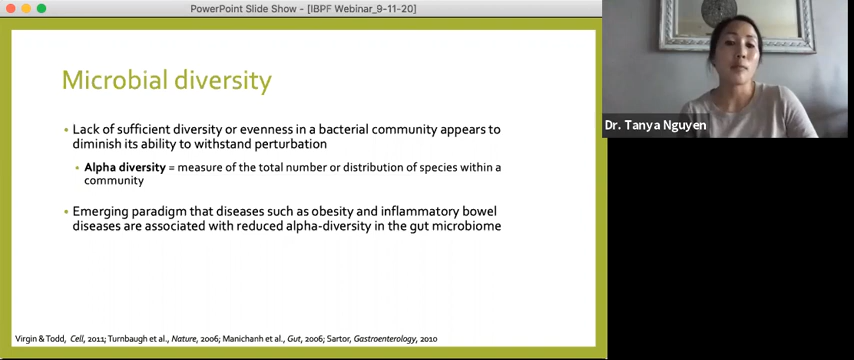 PowerPoint Slide Show - [IBPF Webinar_9-11-20]
Microbial diversity
• Lack of sufficient diversity or evenness in a bacterial community appears to
diminish its ability to withstand perturbation
• Alpha diversity = measure of the total number or distribution of species within a
community
• Emerging paradigm that diseases such as obesity and inflammatory bowel
diseases are associated with reduced alpha-diversity in the gut microbiome
Virgin & Todd, Cell, 2011; Turnbaugh et al., Nature, 2006; Manichanh et al., Gut, 2006; Sartor, Gastroenterology, 2010
Dr. Tanya Nguyen